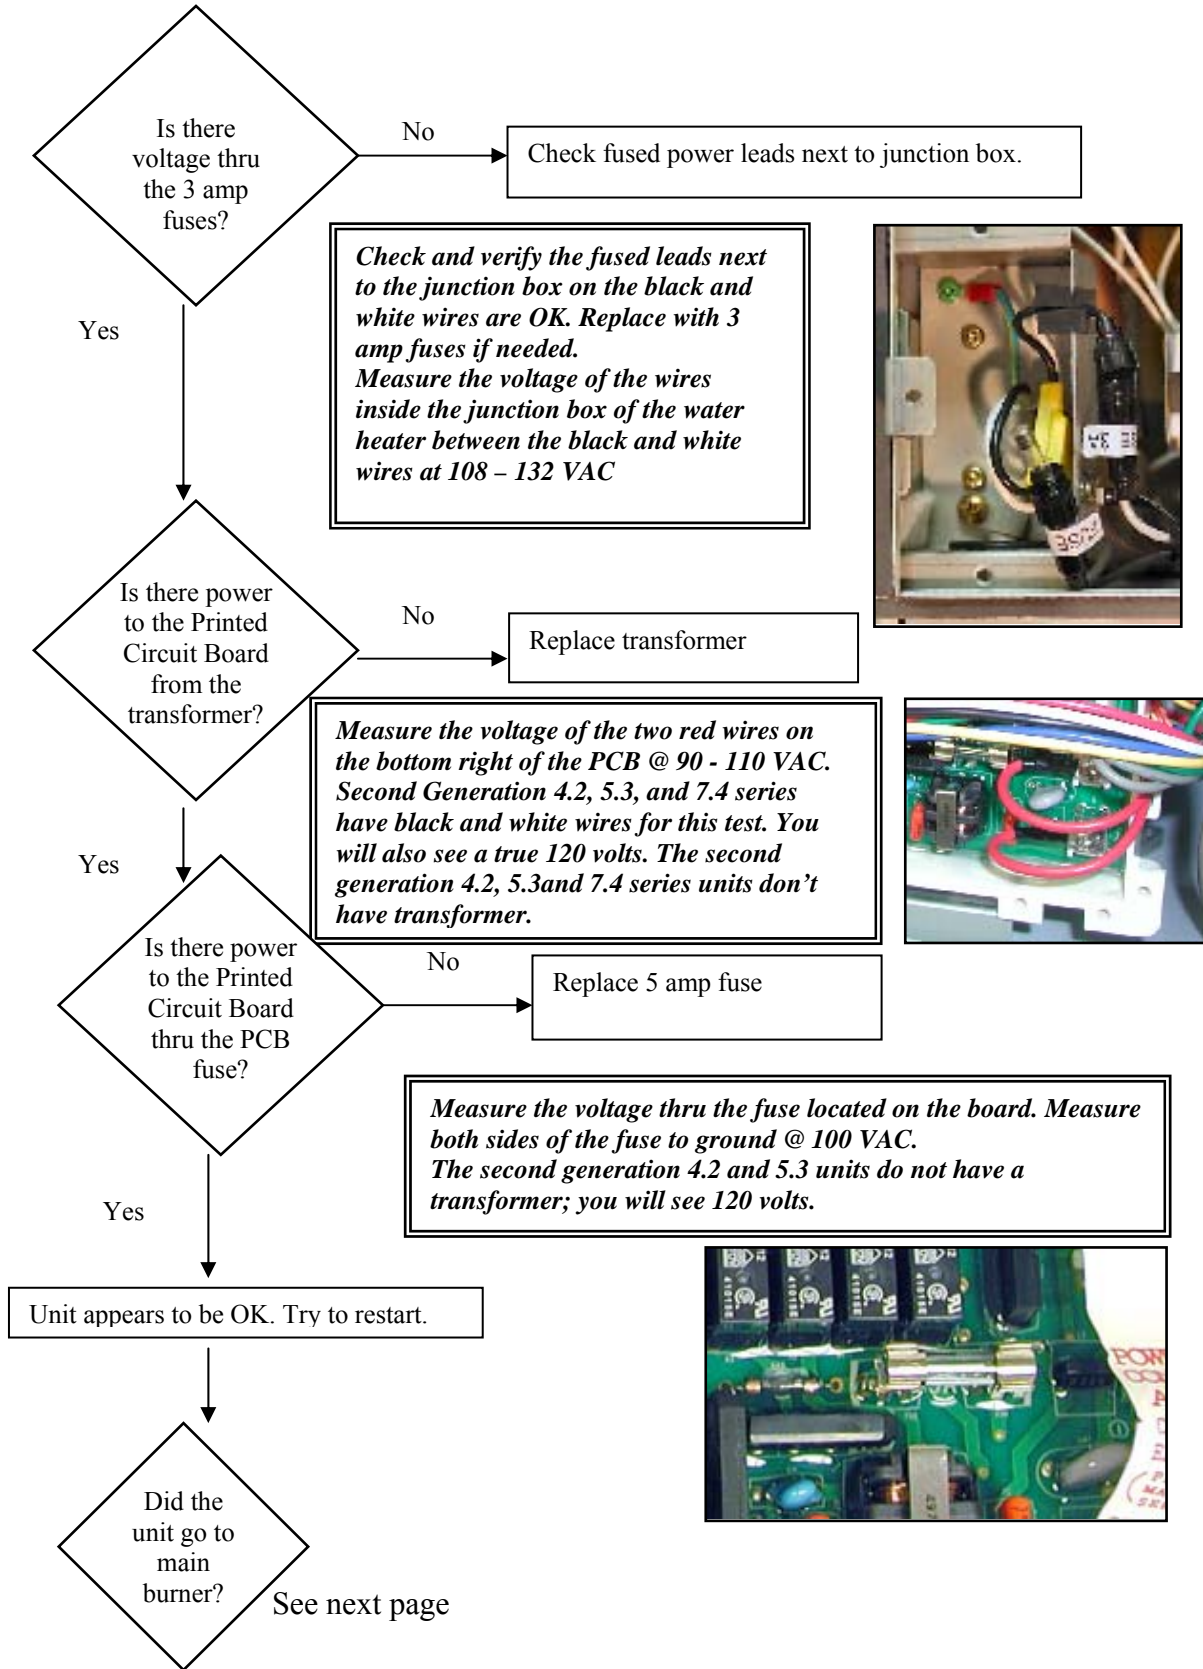 Is there
voltage thru
the 3 amp
fuses?
No
Check fused power leads next to junction box.
Check and verify the fused leads next
to the junction box on the black and
white wires are OK. Replace with 3
amp fuses if needed.
Measure the voltage of the wires
inside the junction box of the water
heater between the black and white
wires at 108 – 132 VAC
Yes
Is there power
to the Printed
Circuit Board
from the
transformer?
No
Replace transformer
Measure the voltage of the two red wires on
the bottom right of the PCB @ 90 - 110 VAC.
Second Generation 4.2, 5.3, and 7.4 series
have black and white wires for this test. You
will also see a true 120 volts. The second
generation 4.2, 5.3and 7.4 series units don’t
have transformer.
Yes
Is there power
to the Printed
Circuit Board
thru the PCB
fuse?
No
Replace 5 amp fuse
Measure the voltage thru the fuse located on the board. Measure
both sides of the fuse to ground @ 100 VAC.
The second generation 4.2 and 5.3 units do not have a
transformer; you will see 120 volts.
Yes
Unit appears to be OK. Try to restart.
Did the
unit go to
main
burner?
See next page